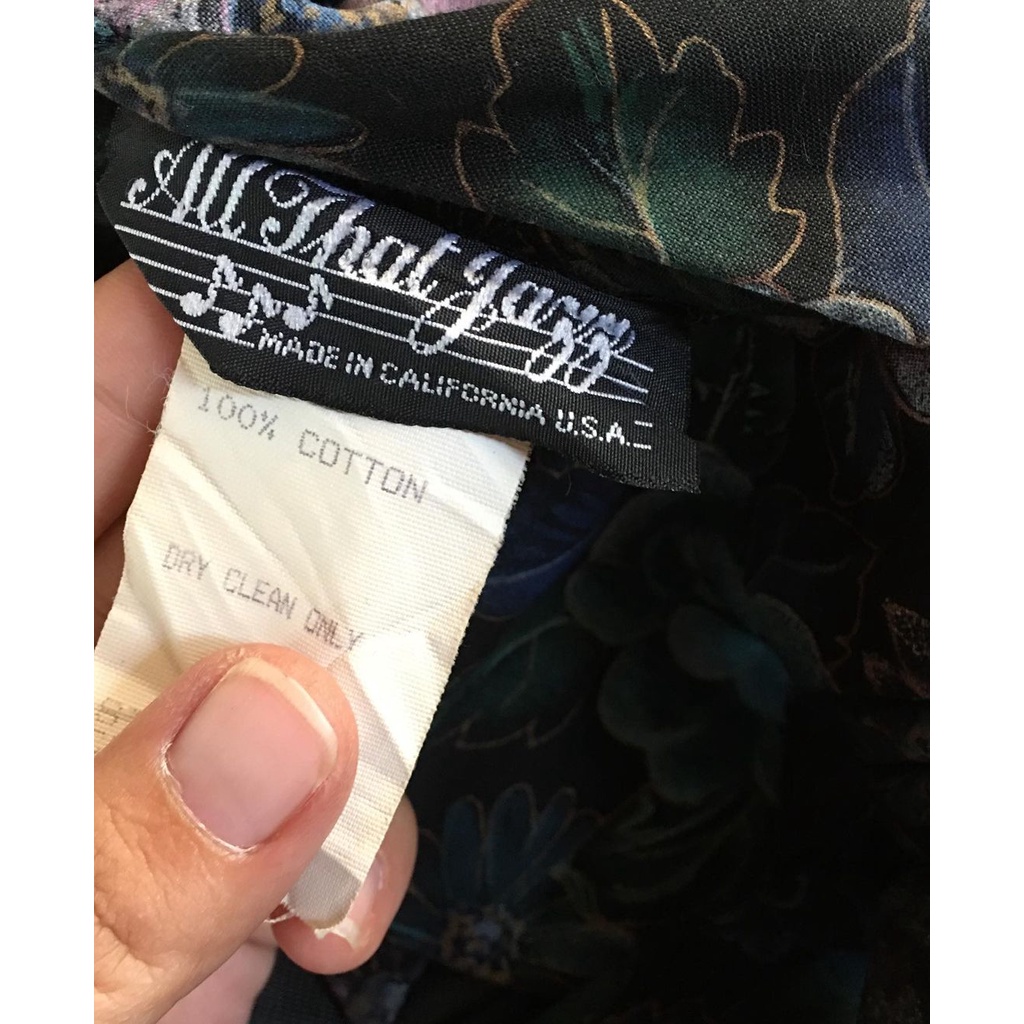 All That Jazz
MADE IN CALIFORNIA U.S.A.
100% COTTON
DRY CLEAN ONLY